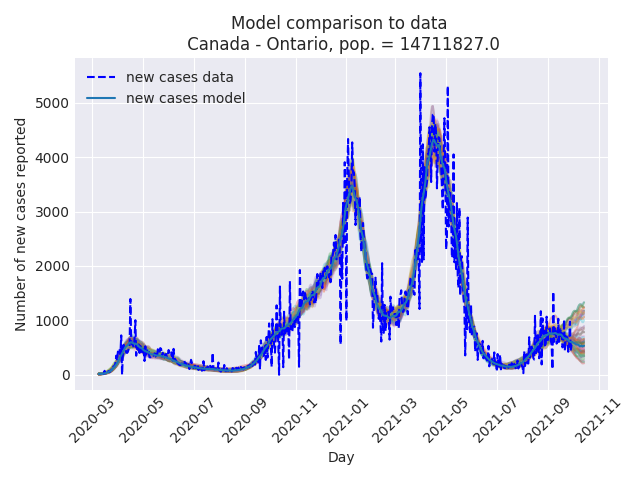 Model comparison to data
Canada - Ontario, pop. = 14711827.0
new cases data
new cases model
Number of new cases reported
5000
4000
3000
2000
1000
0
2020-03
2020-05
2020-07
2020-09
2020-11
2021-01
2021-03
2021-05
2021-07
2021-09
2021-11
Day